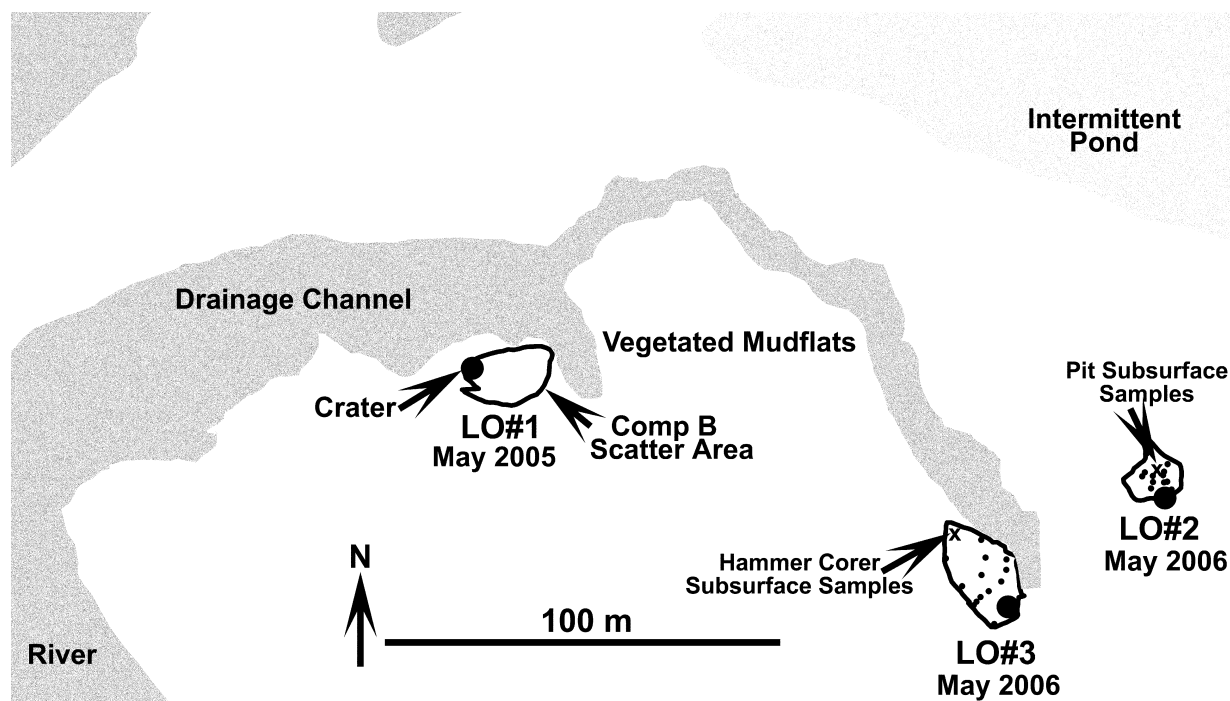 Intermittent
Pond
Drainage Channel
Vegetated Mudflats
Pit Subsurface
Samples
x
Crater
LO#1
May 2005
Comp B
Scatter Area
LO#2
May 2006
x
Hammer Corer
Subsurface Samples
N
100 m
River
LO#3
May 2006